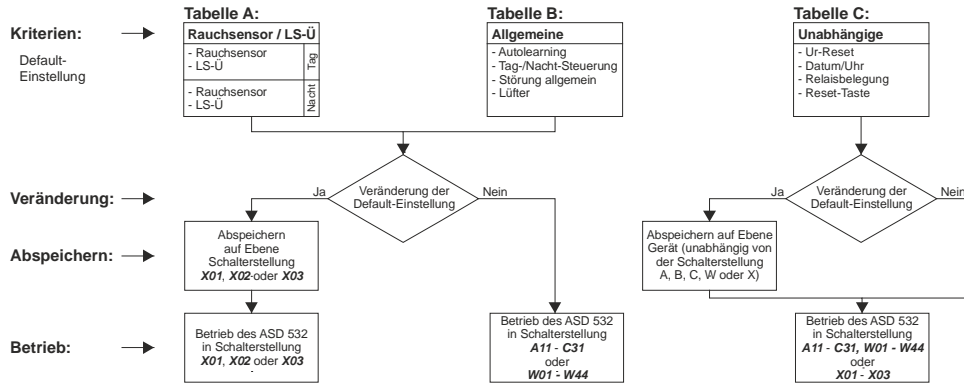 Tabelle A:
Tabelle B:
Tabelle C:
Kriterien:
Default-
Einstellung
Rauchsensor / LS-Ü
- Rauchsensor
- LS-Ü
Tag
- Rauchsensor
- LS-Ü
Nacht
Allgemeine
- Autolearning
- Tag-/Nacht-Steuerung
- Störung allgemein
- Lüfter
Unabhängige
- Ur-Reset
- Datum/Uhr
- Relaisbelegung
- Reset-Taste
Veränderung:
Ja
Veränderung der
Default-Einstellung
Nein
Ja
Veränderung der
Default-Einstellung
Nein
Abspeichern:
Abspeichern
auf Ebene
Schalterstellung
X01, X02 oder X03
Abspeichern auf Ebene
Gerät (unabhängig von
der Schalterstellung
A, B, C, W oder X)
Betrieb:
Betrieb des ASD 532
in Schalterstellung
X01, X02 oder X03
Betrieb des ASD 532
in Schalterstellung
A11 - C31
oder
W01 - W44
Betrieb des ASD 532
in Schalterstellung
A11 - C31, W01 - W44
oder
X01 - X03